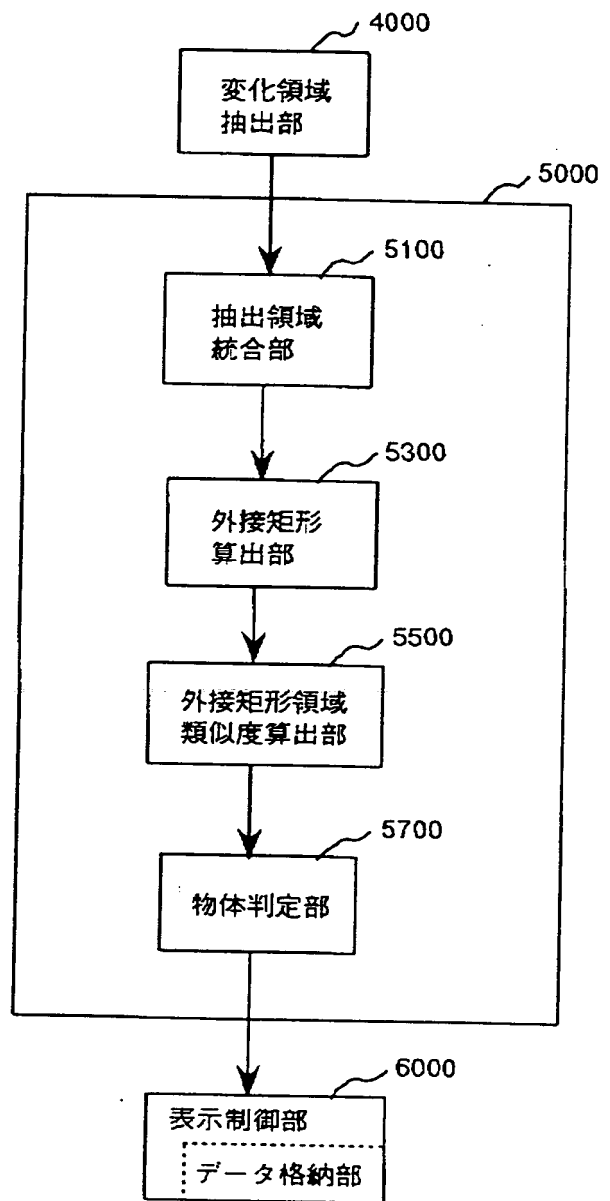 4000
変化領域
抽出部
5000
5100
抽出領域
統合部
5300
外接矩形
算出部
5500
外接矩形領域
類似度算出部
5700
物体判定部
6000
表示制御部
データ格納部